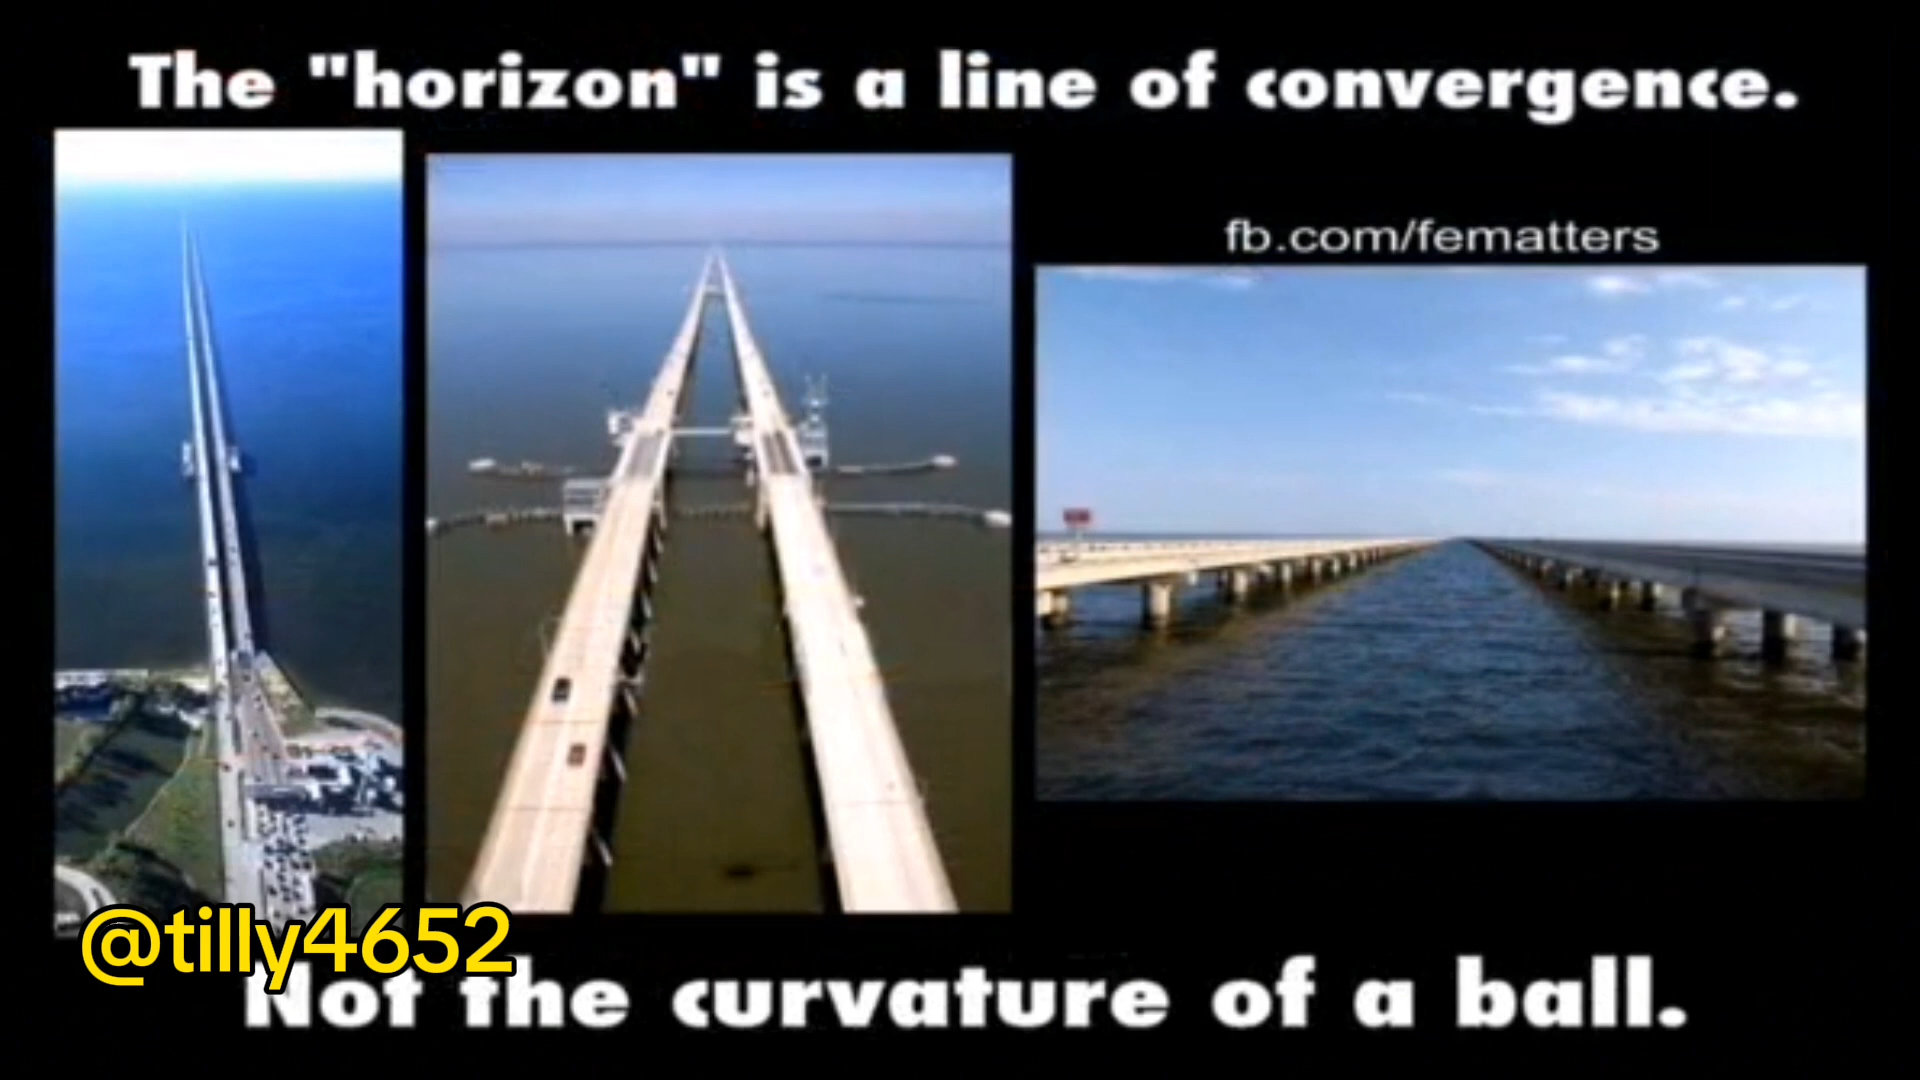 The "horizon" is a line of convergence.
fb.com/fematters
@tilly4652
Not the curvature of a ball.